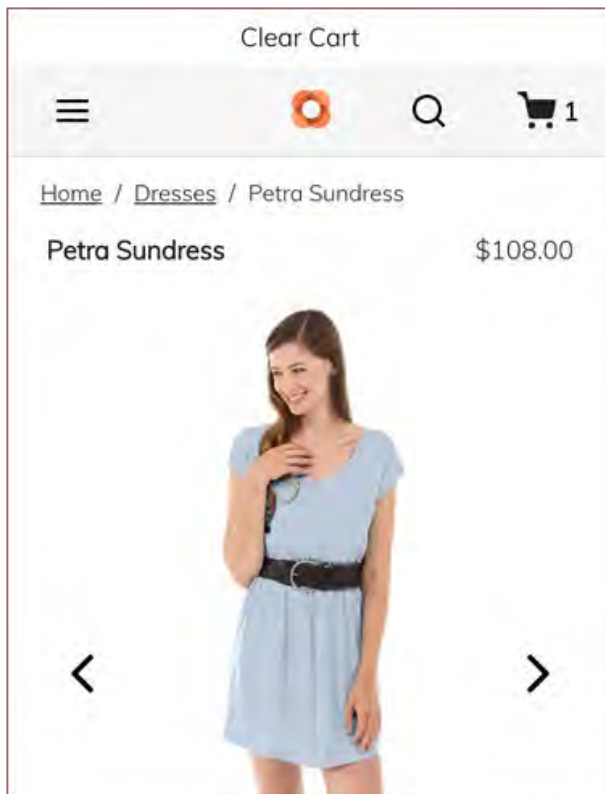 Clear Cart
1
Home / Dresses / Petra Sundress
Petra Sundress $108.00